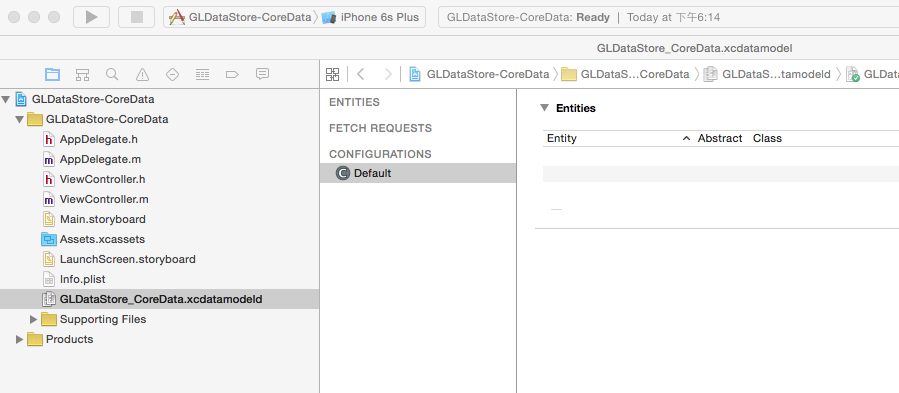 GLDataStore-CoreData iPhone 6s Plus GLDataStore-CoreData: Ready | Today at 下午6:14
GLDataStore_CoreData.xcdatamodel
GLDataStore-CoreData GLDataS...CoreData GLDataS...tamodeld GLDa
GLDataStore-CoreData
GLDataStore-CoreData
AppDelegate.h
AppDelegate.m
ViewController.h
ViewController.m
Main.storyboard
Assets.xcassets
LaunchScreen.storyboard
Info.plist
GLDataStore_CoreData.xcdatamodeld
Supporting Files
Products
ENTITIES
FETCH REQUESTS
CONFIGURATIONS
C Default
Entities
Entity Abstract Class